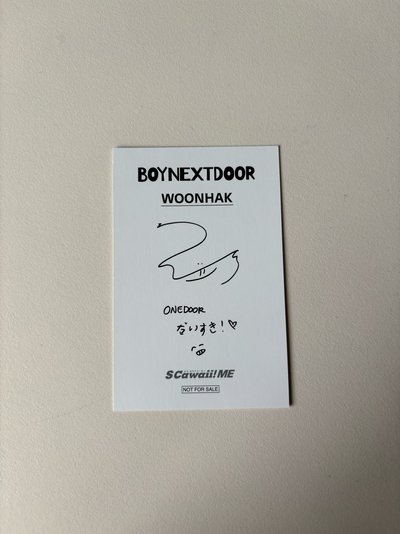 BOYNEXTDOOR
WOONHAK
ONEDOOR
だいすき!♡
SCawaii!ME
NOT FOR SALE